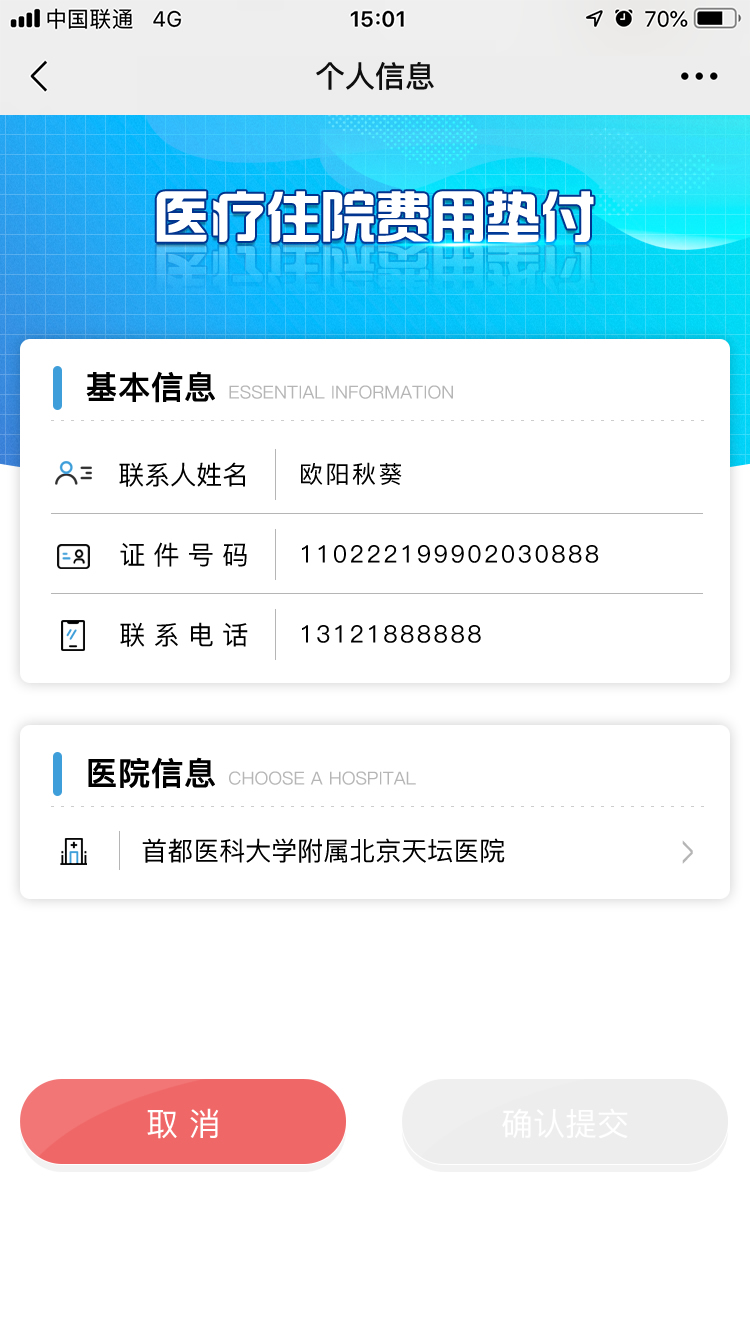 中国联通 4G 15:01 70%
个人信息
医疗住院费用垫付
基本信息 ESSENTIAL INFORMATION
联系人姓名 欧阳秋葵
证件号码 110222199902030888
联系电话 13121888888
医院信息 CHOOSE A HOSPITAL
首都医科大学附属北京天坛医院
取消 确认提交